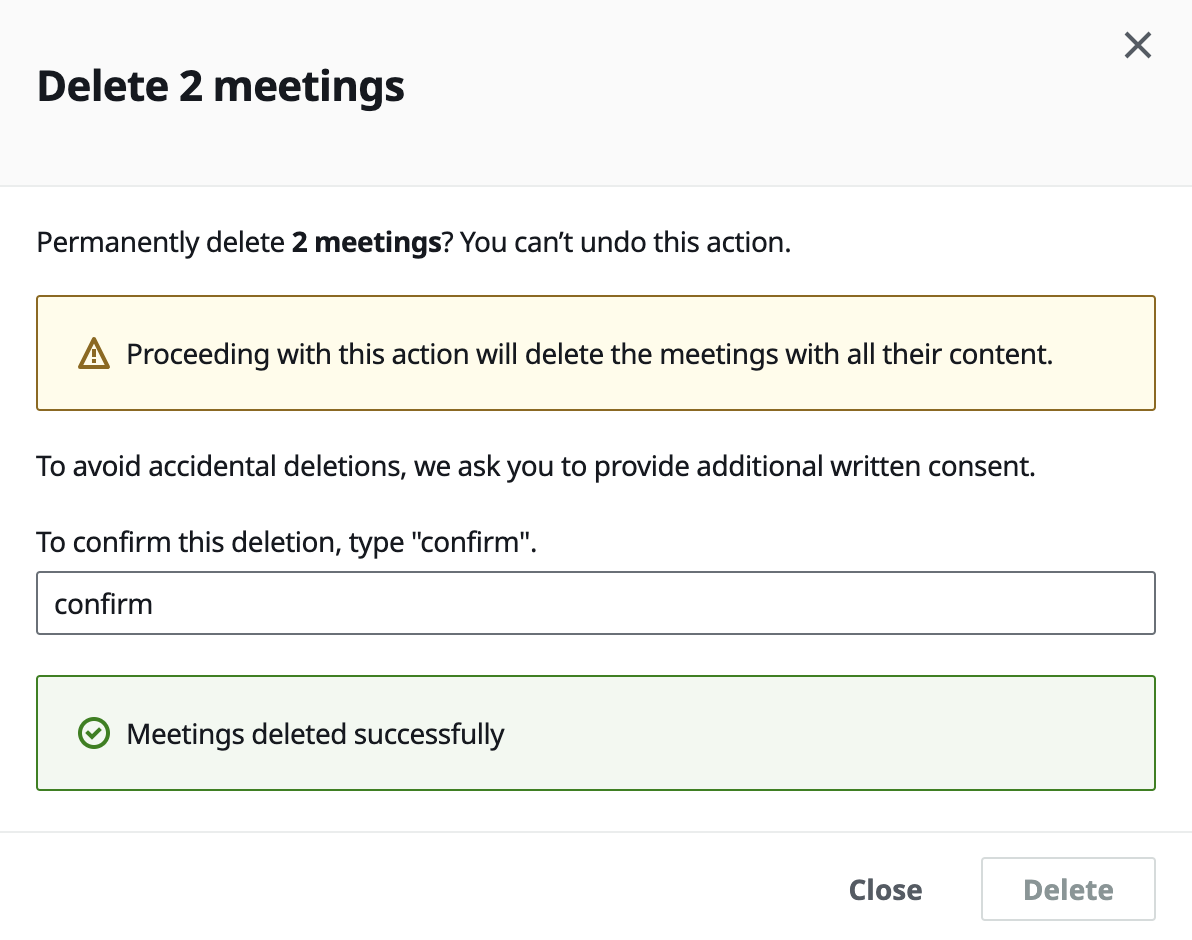 Delete 2 meetings
Permanently delete 2 meetings? You can’t undo this action.
Proceeding with this action will delete the meetings with all their content.
To avoid accidental deletions, we ask you to provide additional written consent.
To confirm this deletion, type "confirm".
confirm
Meetings deleted successfully
Close Delete